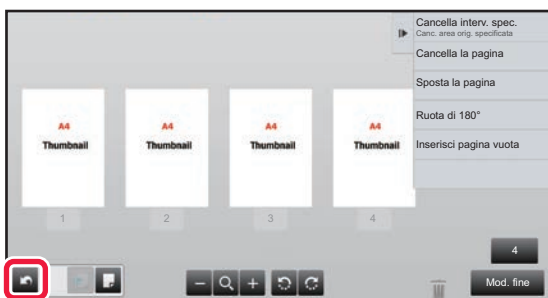 Cancella interv. spec.
Canc. area orig. specificata
Cancella la pagina
Sposta la pagina
Ruota di 180°
Inserisci pagina vuota
A4
Thumbnail
A4
Thumbnail
A4
Thumbnail
A4
Thumbnail
1
2
3
4
4
Mod. fine